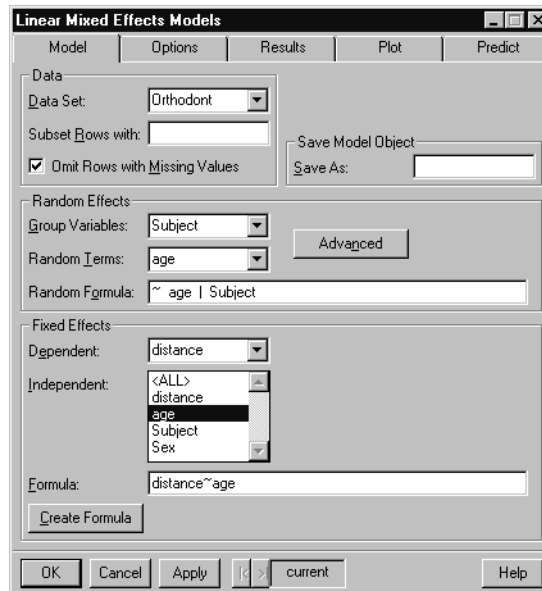 Linear Mixed Effects Models
Model Options Results Plot Predict
Data
Data Set: Orthodont
Subset Rows with:
Omit Rows with Missing Values
Save Model Object
Save As:
Random Effects
Group Variables: Subject
Advanced
Random Terms: age
Random Formula: ~ age | Subject
Fixed Effects
Dependent: distance
Independent: <ALL>
distance
age
Subject
Sex
Formula: distance~age
Create Formula
OK Cancel Apply current Help